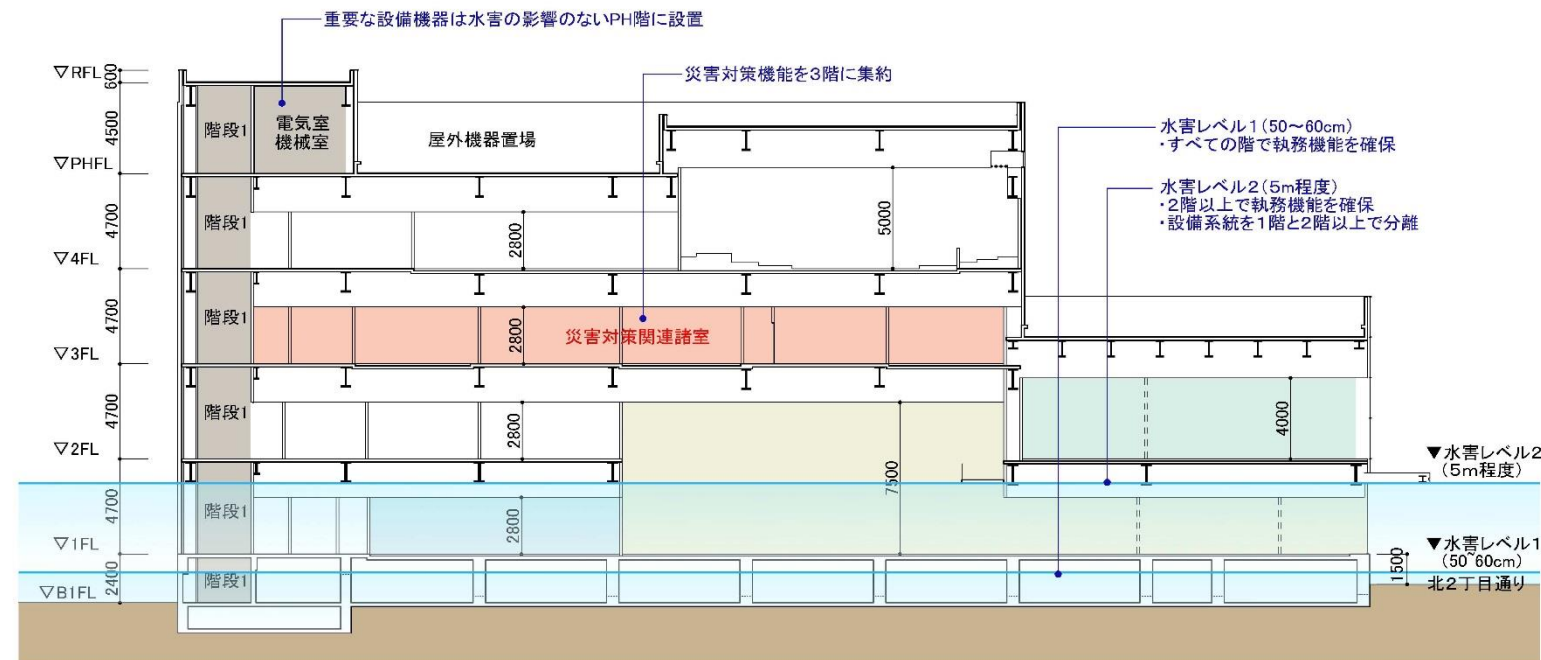 重要な設備機器は水害の影響のないPH階に設置
▽RFL
600
災害対策機能を3階に集約
4500
階段1
電気室
機械室
屋外機器置場
水害レベル1(50～60cm)
・すべての階で執務機能を確保
▽PHFL
水害レベル2(5m程度)
・2階以上で執務機能を確保
・設備系統を1階と2階以上で分離
4700
階段1
2800
5000
▽4FL
4700
階段1
2800
災害対策関連諸室
▽3FL
4700
階段1
2800
4000
▽2FL
▼水害レベル2
(5m程度)
7500
4700
階段1
2800
▽1FL
▼水害レベル1
(50~60cm)
1500
2400
階段1
北2丁目通り
▽B1FL